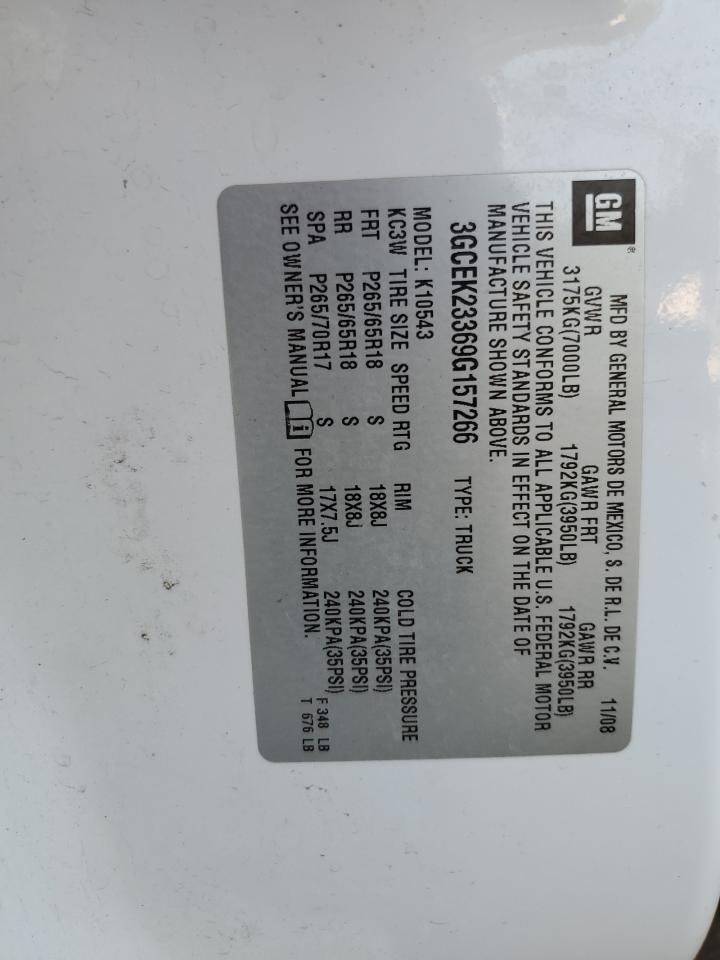 GM ®
MFD BY GENERAL MOTORS DE MEXICO, S. DE R.L. DE C.V. 11/08
GVWR GAWR FRT GAWR RR
3175KG(7000LB) 1792KG(3950LB) 1792KG(3950LB)
THIS VEHICLE CONFORMS TO ALL APPLICABLE U.S. FEDERAL MOTOR
VEHICLE SAFETY STANDARDS IN EFFECT ON THE DATE OF
MANUFACTURE SHOWN ABOVE.
3GCEK23369G157266 TYPE: TRUCK
MODEL: K10543
KC3W TIRE SIZE SPEED RTG RIM COLD TIRE PRESSURE
FRT P265/65R18 S 18X8J 240KPA(35PSI)
RR P265/65R18 S 18X8J 240KPA(35PSI)
SPA P265/70R17 S 17X7.5J 240KPA(35PSI) F 348 LB
SEE OWNER'S MANUAL i FOR MORE INFORMATION. T 676 LB